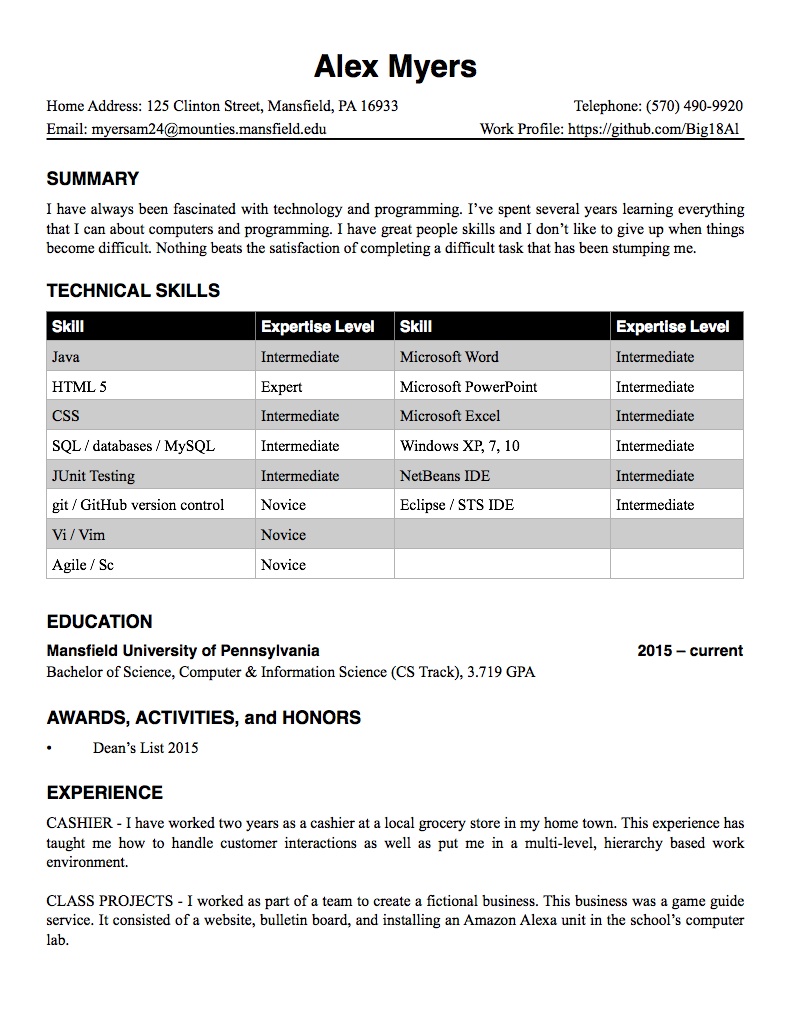 Alex Myers
Home Address: 125 Clinton Street, Mansfield, PA 16933 Telephone: (570) 490-9920
Email: myersam24@mounties.mansfield.edu Work Profile: https://github.com/Big18Al
SUMMARY
I have always been fascinated with technology and programming. I’ve spent several years learning everything
that I can about computers and programming. I have great people skills and I don’t like to give up when things
become difficult. Nothing beats the satisfaction of completing a difficult task that has been stumping me.
TECHNICAL SKILLS
Skill Expertise Level Skill Expertise Level
Java Intermediate Microsoft Word Intermediate
HTML 5 Expert Microsoft PowerPoint Intermediate
CSS Intermediate Microsoft Excel Intermediate
SQL / databases / MySQL Intermediate Windows XP, 7, 10 Intermediate
JUnit Testing Intermediate NetBeans IDE Intermediate
git / GitHub version control Novice Eclipse / STS IDE Intermediate
Vi / Vim Novice
Agile / Sc Novice
EDUCATION
Mansfield University of Pennsylvania 2015 – current
Bachelor of Science, Computer & Information Science (CS Track), 3.719 GPA
AWARDS, ACTIVITIES, and HONORS
• Dean’s List 2015
EXPERIENCE
CASHIER - I have worked two years as a cashier at a local grocery store in my home town. This experience has
taught me how to handle customer interactions as well as put me in a multi-level, hierarchy based work
environment.
CLASS PROJECTS - I worked as part of a team to create a fictional business. This business was a game guide
service. It consisted of a website, bulletin board, and installing an Amazon Alexa unit in the school’s computer
lab.